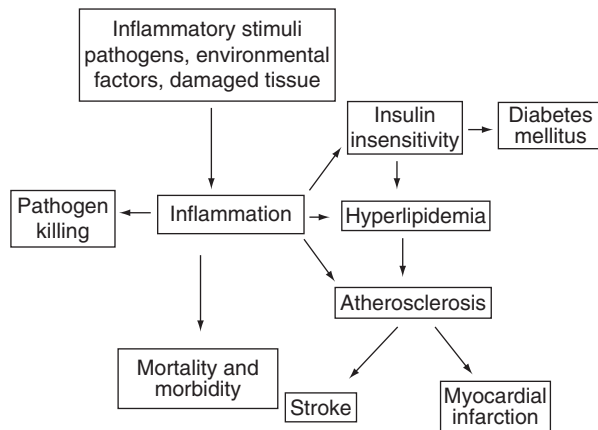 Inflammatory stimuli
pathogens, environmental
factors, damaged tissue
Insulin
insensitivity
Diabetes
mellitus
Pathogen
killing
Inflammation
Hyperlipidemia
Atherosclerosis
Mortality and
morbidity
Stroke
Myocardial
infarction